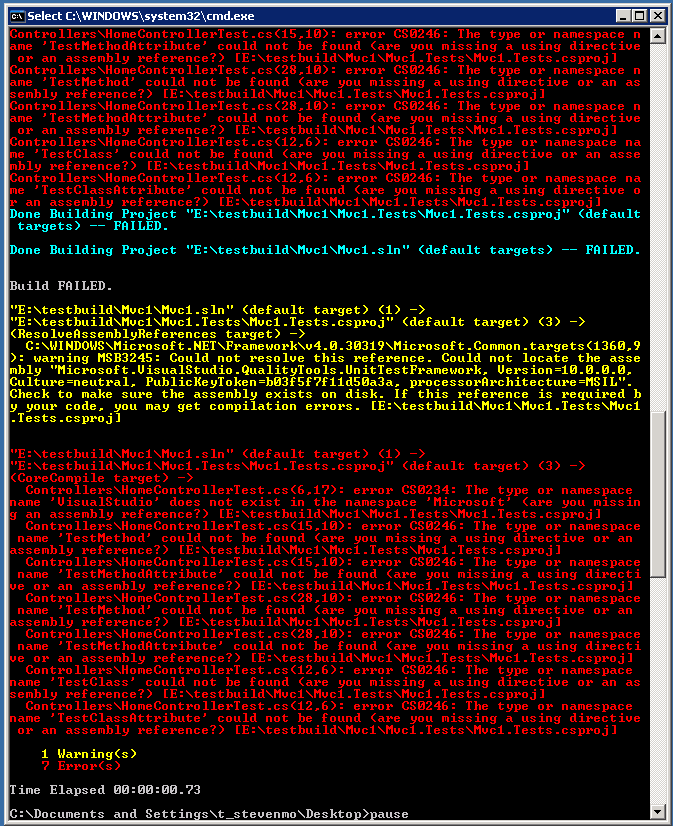 Select C:\WINDOWS\system32\cmd.exe
Controllers\HomeControllerTest.cs(15,10): error CS0246: The type or namespace n
ame 'TestMethodAttribute' could not be found (are you missing a using directive
 or an assembly reference?) [E:\testbuild\Mvc1\Mvc1.Tests\Mvc1.Tests.csproj]
Controllers\HomeControllerTest.cs(28,10): error CS0246: The type or namespace n
ame 'TestMethod' could not be found (are you missing a using directive or an as
sembly reference?) [E:\testbuild\Mvc1\Mvc1.Tests\Mvc1.Tests.csproj]
Controllers\HomeControllerTest.cs(28,10): error CS0246: The type or namespace n
ame 'TestMethodAttribute' could not be found (are you missing a using directive
 or an assembly reference?) [E:\testbuild\Mvc1\Mvc1.Tests\Mvc1.Tests.csproj]
Controllers\HomeControllerTest.cs(12,6): error CS0246: The type or namespace na
me 'TestClass' could not be found (are you missing a using directive or an asse
mbly reference?) [E:\testbuild\Mvc1\Mvc1.Tests\Mvc1.Tests.csproj]
Controllers\HomeControllerTest.cs(12,6): error CS0246: The type or namespace na
me 'TestClassAttribute' could not be found (are you missing a using directive o
r an assembly reference?) [E:\testbuild\Mvc1\Mvc1.Tests\Mvc1.Tests.csproj]
Done Building Project "E:\testbuild\Mvc1\Mvc1.Tests\Mvc1.Tests.csproj" (default
 targets) -- FAILED.
Done Building Project "E:\testbuild\Mvc1\Mvc1.sln" (default targets) -- FAILED.
Build FAILED.
"E:\testbuild\Mvc1\Mvc1.sln" (default target) (1) ->
"E:\testbuild\Mvc1\Mvc1.Tests\Mvc1.Tests.csproj" (default target) (3) ->
(ResolveAssemblyReferences target) ->
  C:\WINDOWS\Microsoft.NET\Framework\v4.0.30319\Microsoft.Common.targets(1360,9
): warning MSB3245: Could not resolve this reference. Could not locate the asse
mbly "Microsoft.VisualStudio.QualityTools.UnitTestFramework, Version=10.0.0.0,
Culture=neutral, PublicKeyToken=b03f5f7f11d50a3a, processorArchitecture=MSIL".
Check to make sure the assembly exists on disk. If this reference is required b
y your code, you may get compilation errors. [E:\testbuild\Mvc1\Mvc1.Tests\Mvc1
.Tests.csproj]
"E:\testbuild\Mvc1\Mvc1.sln" (default target) (1) ->
"E:\testbuild\Mvc1\Mvc1.Tests\Mvc1.Tests.csproj" (default target) (3) ->
(CoreCompile target) ->
  Controllers\HomeControllerTest.cs(6,17): error CS0234: The type or namespace
name 'VisualStudio' does not exist in the namespace 'Microsoft' (are you missin
g an assembly reference?) [E:\testbuild\Mvc1\Mvc1.Tests\Mvc1.Tests.csproj]
  Controllers\HomeControllerTest.cs(15,10): error CS0246: The type or namespace
 name 'TestMethod' could not be found (are you missing a using directive or an
assembly reference?) [E:\testbuild\Mvc1\Mvc1.Tests\Mvc1.Tests.csproj]
  Controllers\HomeControllerTest.cs(15,10): error CS0246: The type or namespace
 name 'TestMethodAttribute' could not be found (are you missing a using directi
ve or an assembly reference?) [E:\testbuild\Mvc1\Mvc1.Tests\Mvc1.Tests.csproj]
  Controllers\HomeControllerTest.cs(28,10): error CS0246: The type or namespace
 name 'TestMethod' could not be found (are you missing a using directive or an
assembly reference?) [E:\testbuild\Mvc1\Mvc1.Tests\Mvc1.Tests.csproj]
  Controllers\HomeControllerTest.cs(28,10): error CS0246: The type or namespace
 name 'TestMethodAttribute' could not be found (are you missing a using directi
ve or an assembly reference?) [E:\testbuild\Mvc1\Mvc1.Tests\Mvc1.Tests.csproj]
  Controllers\HomeControllerTest.cs(12,6): error CS0246: The type or namespace
name 'TestClass' could not be found (are you missing a using directive or an as
sembly reference?) [E:\testbuild\Mvc1\Mvc1.Tests\Mvc1.Tests.csproj]
  Controllers\HomeControllerTest.cs(12,6): error CS0246: The type or namespace
name 'TestClassAttribute' could not be found (are you missing a using directive
 or an assembly reference?) [E:\testbuild\Mvc1\Mvc1.Tests\Mvc1.Tests.csproj]
    1 Warning(s)
    7 Error(s)
Time Elapsed 00:00:00.73
C:\Documents and Settings\t_stevenmo\Desktop>pause